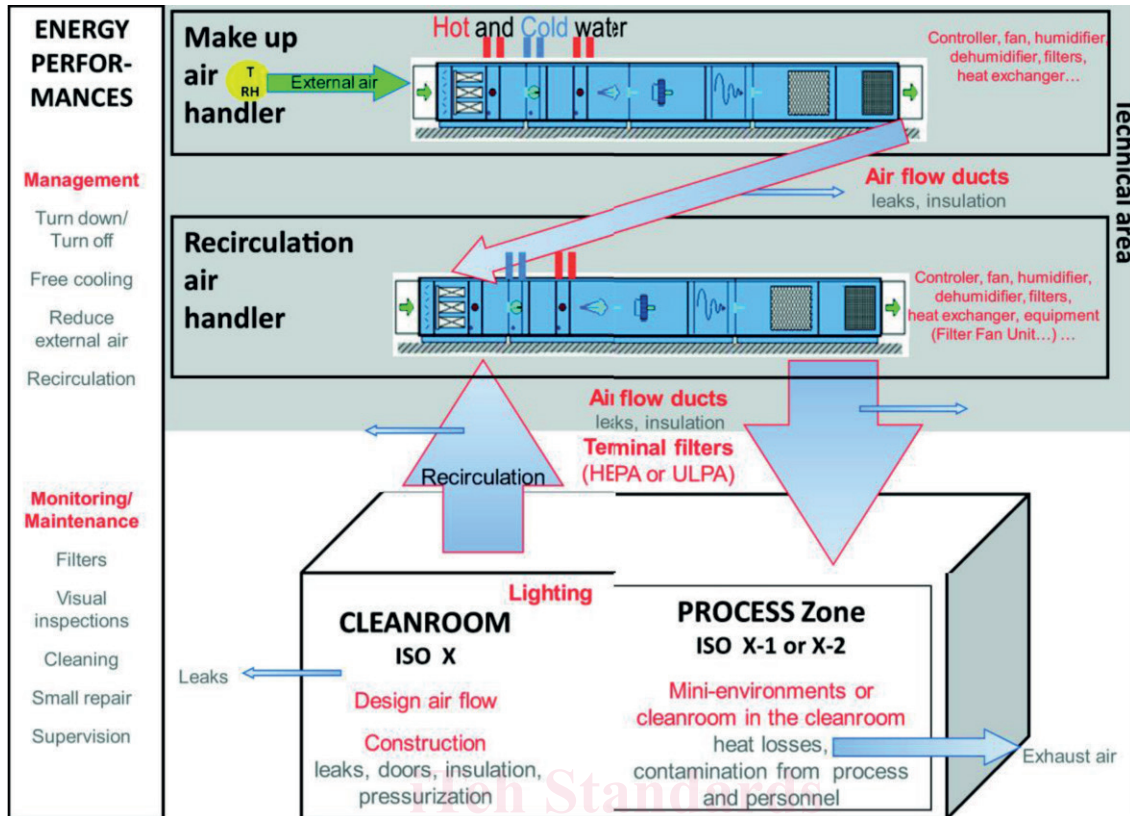 ENERGY
PERFOR-
MANCES
Management
Turn down/
Turn off
Free cooling
Reduce
external air
Recirculation
Monitoring/
Maintenance
Filters
Visual
inspections
Cleaning
Small repair
Supervision
Make up
air
handler
T
RH
External air
Hot and Cold water
Controller, fan, humidifier,
dehumidifier, filters,
heat exchanger...
Technical area
Air flow ducts
leaks, insulation
Recirculation
air
handler
Controler, fan, humidifier,
dehumidifier, filters,
heat exchanger, equipment
(Filter Fan Unit...) ...
Air flow ducts
leaks, insulation
Terminal filters
(HEPA or ULPA)
Recirculation
Lighting
CLEANROOM
ISO X
Design air flow
Construction
leaks, doors, insulation,
pressurization
Leaks
PROCESS Zone
ISO X-1 or X-2
Mini-environments or
cleanroom in the cleanroom
heat losses,
contamination from process
and personnel
Exhaust air
iTeh Standards